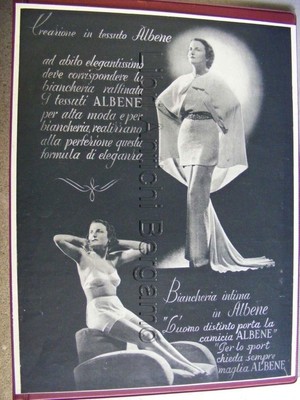 Creazione in tessuto Albene
ad abito elegantissimo
deve corrispondere la
biancheria raffinata
I tessuti ALBENE
per alta moda e per
biancheria, realizzano
alla perfezione questa
formula di eleganza
Biancheria intima
in Albene
"L'uomo distinto porta la
camicia ALBENE"
"Per lo sport
chieda sempre
maglia ALBENE
Bergamo